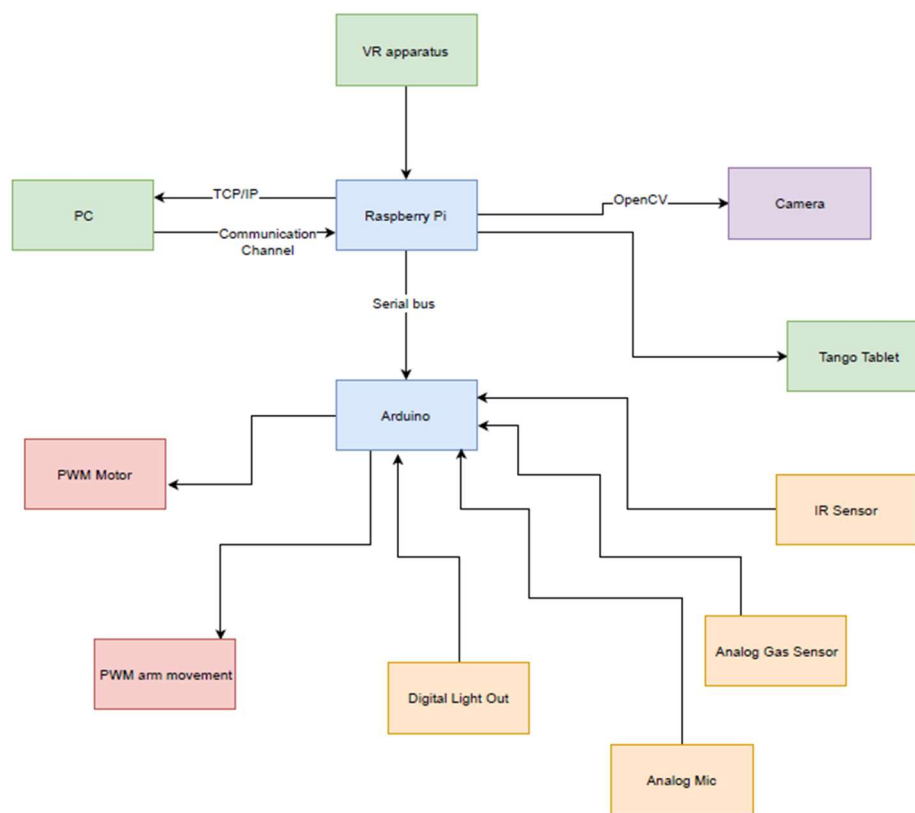 VR apparatus
TCP/IP
PC
Raspberry Pi
OpenCV
Camera
Communication
Channel
Serial bus
Tango Tablet
Arduino
PWM Motor
IR Sensor
Analog Gas Sensor
PWM arm movement
Digital Light Out
Analog Mic